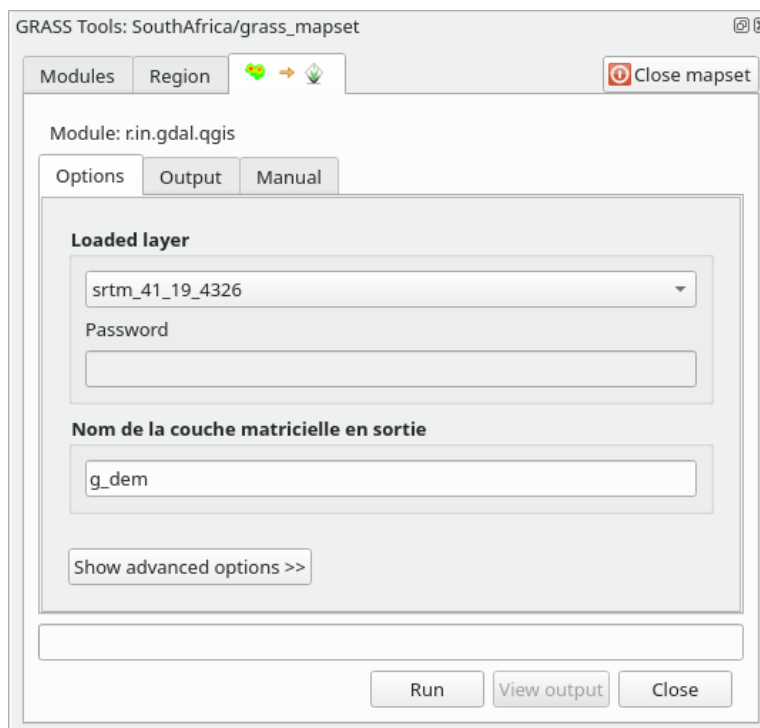 GRASS Tools: SouthAfrica/grass_mapset
Modules Region Close mapset
Module: r.in.gdal.qgis
Options Output Manual
Loaded layer
srtm_41_19_4326
Password
Nom de la couche matricielle en sortie
g_dem
Show advanced options >>
Run View output Close